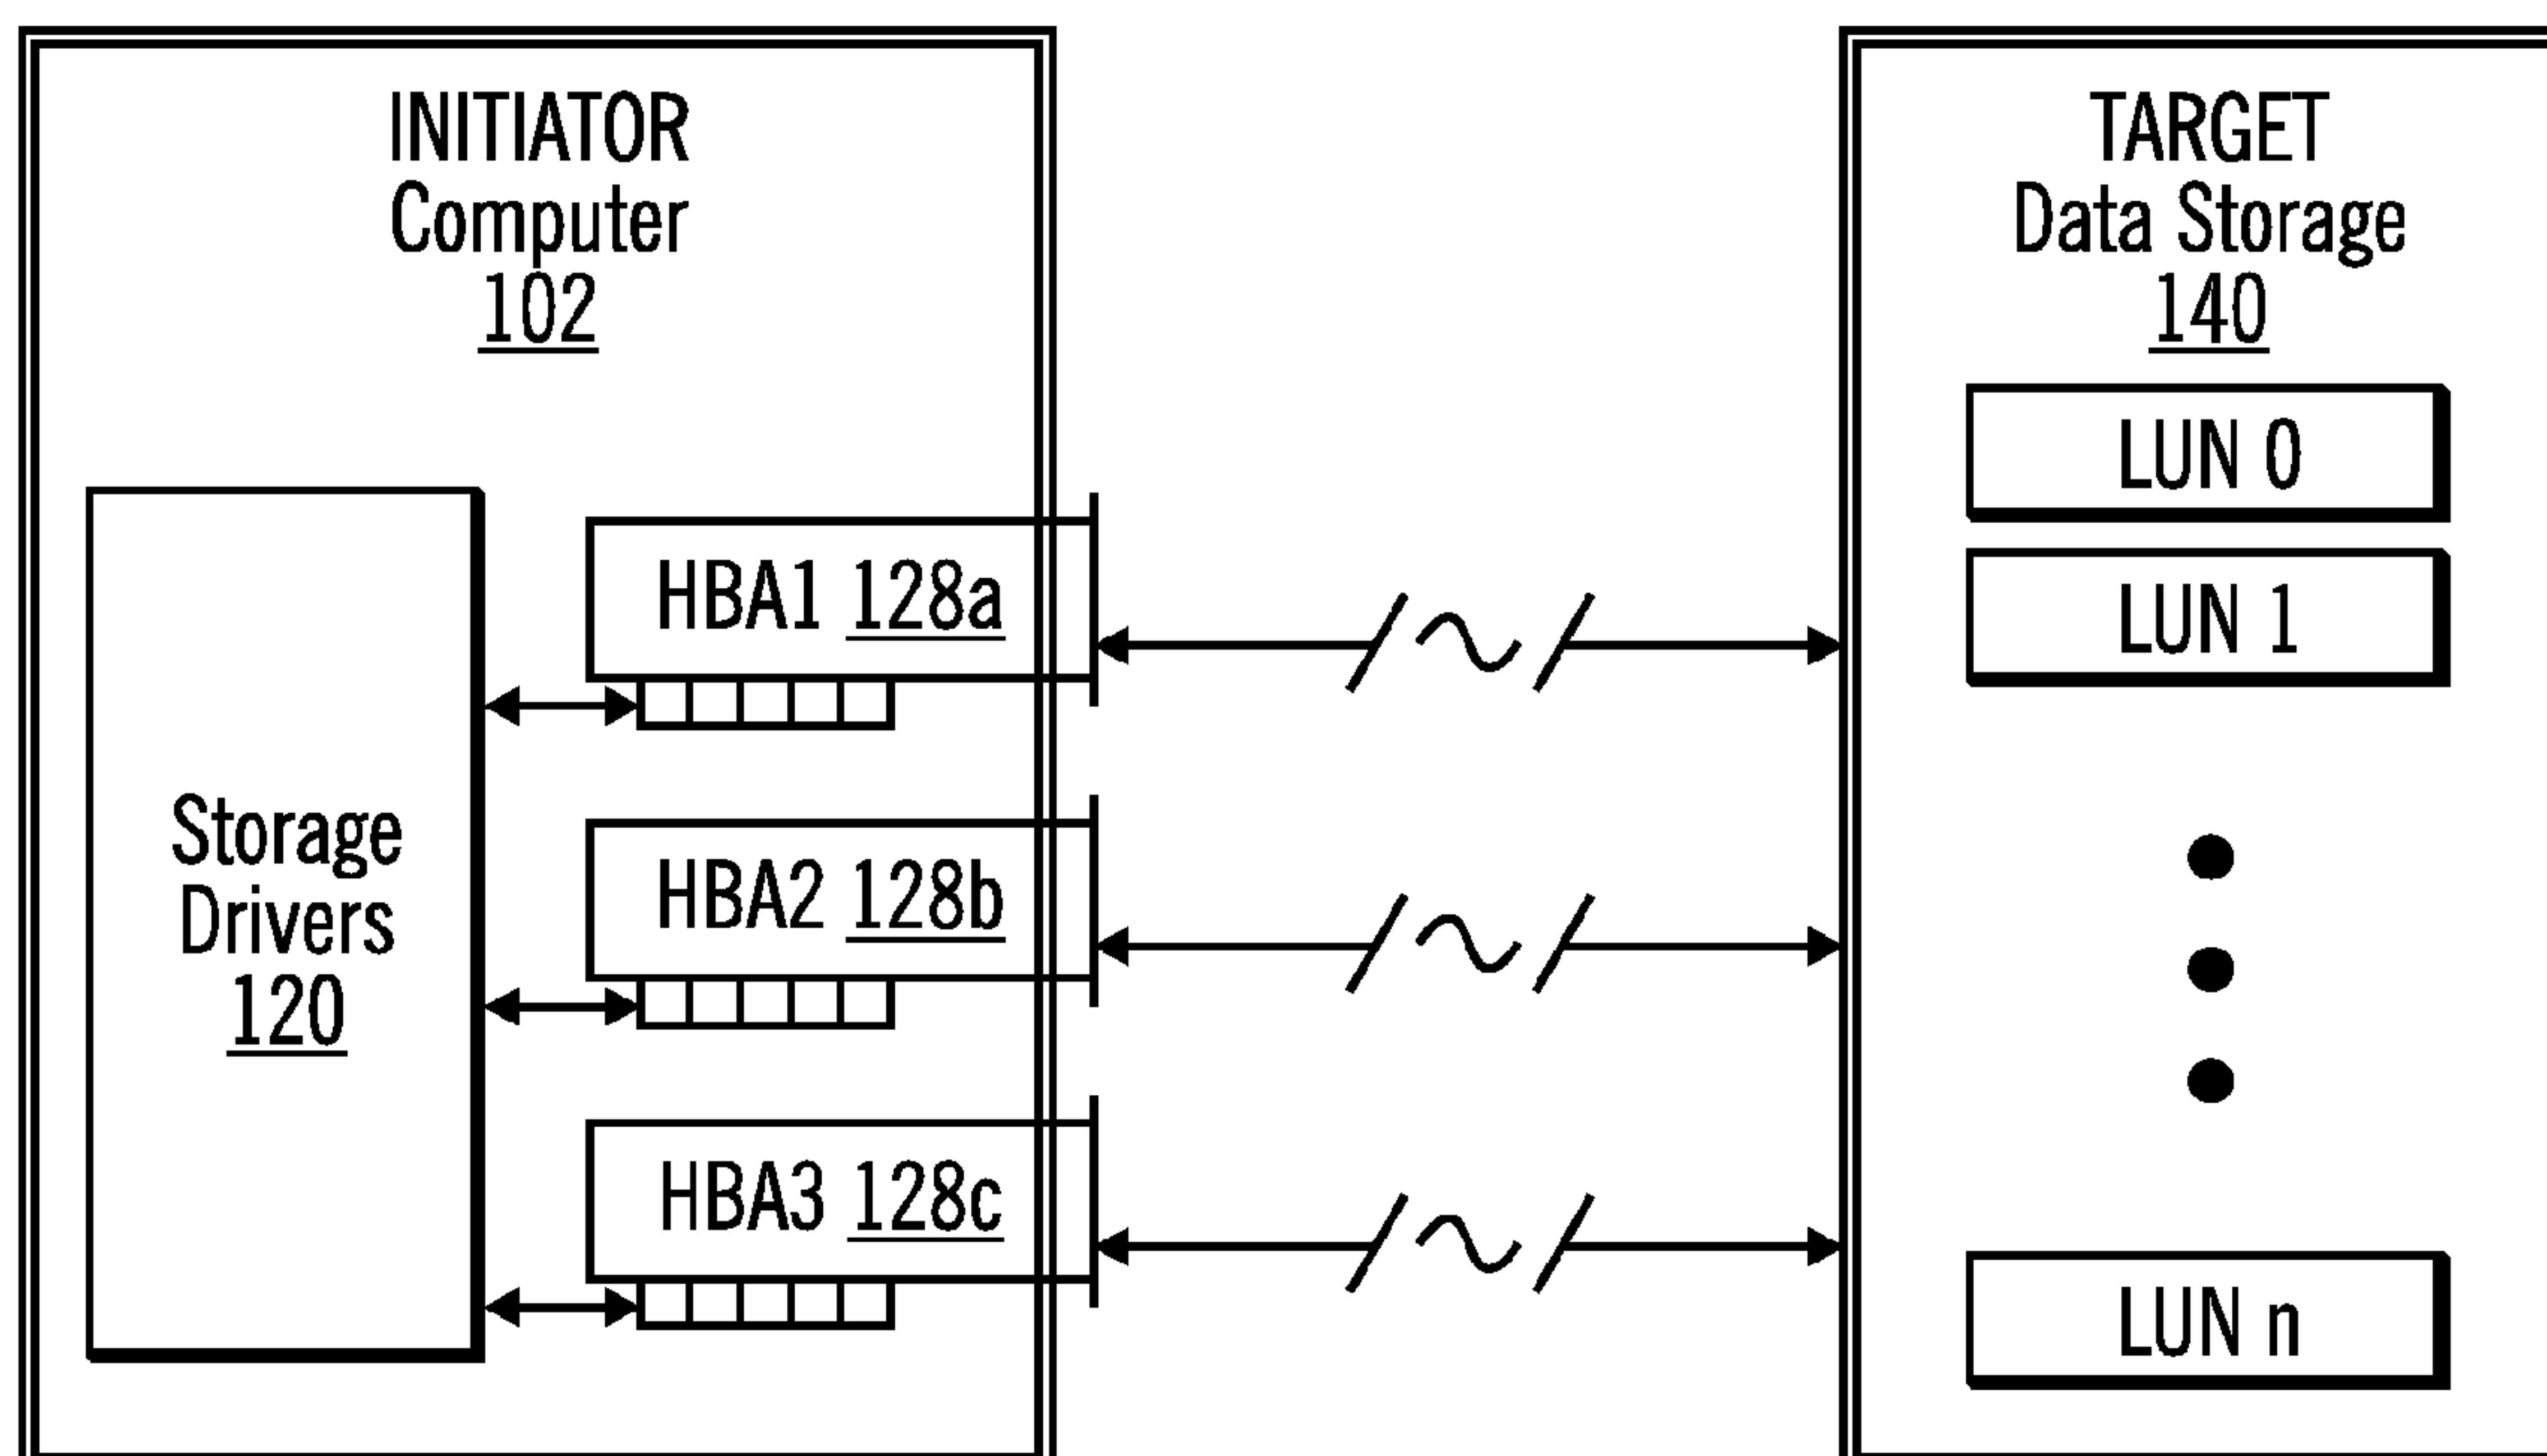 INITIATOR
Computer
102
Storage
Drivers
120
HBA1 128a
HBA2 128b
HBA3 128c
TARGET
Data Storage
140
LUN 0
LUN 1
LUN n